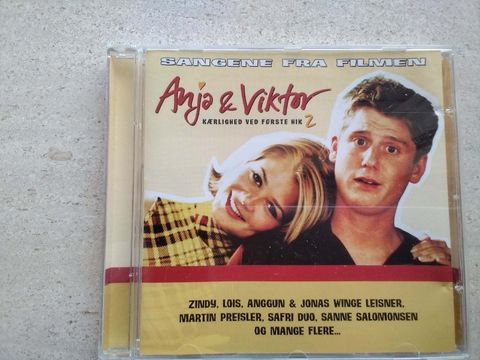 SANGENE FRA FILMEN
Anja & Viktor
KÆRLIGHED VED FØRSTE HIK 2
ZINDY, LOIS, ANGGUN & JONAS WINGE LEISNER,
MARTIN PREISLER, SAFRI DUO, SANNE SALOMONSEN
OG MANGE FLERE...